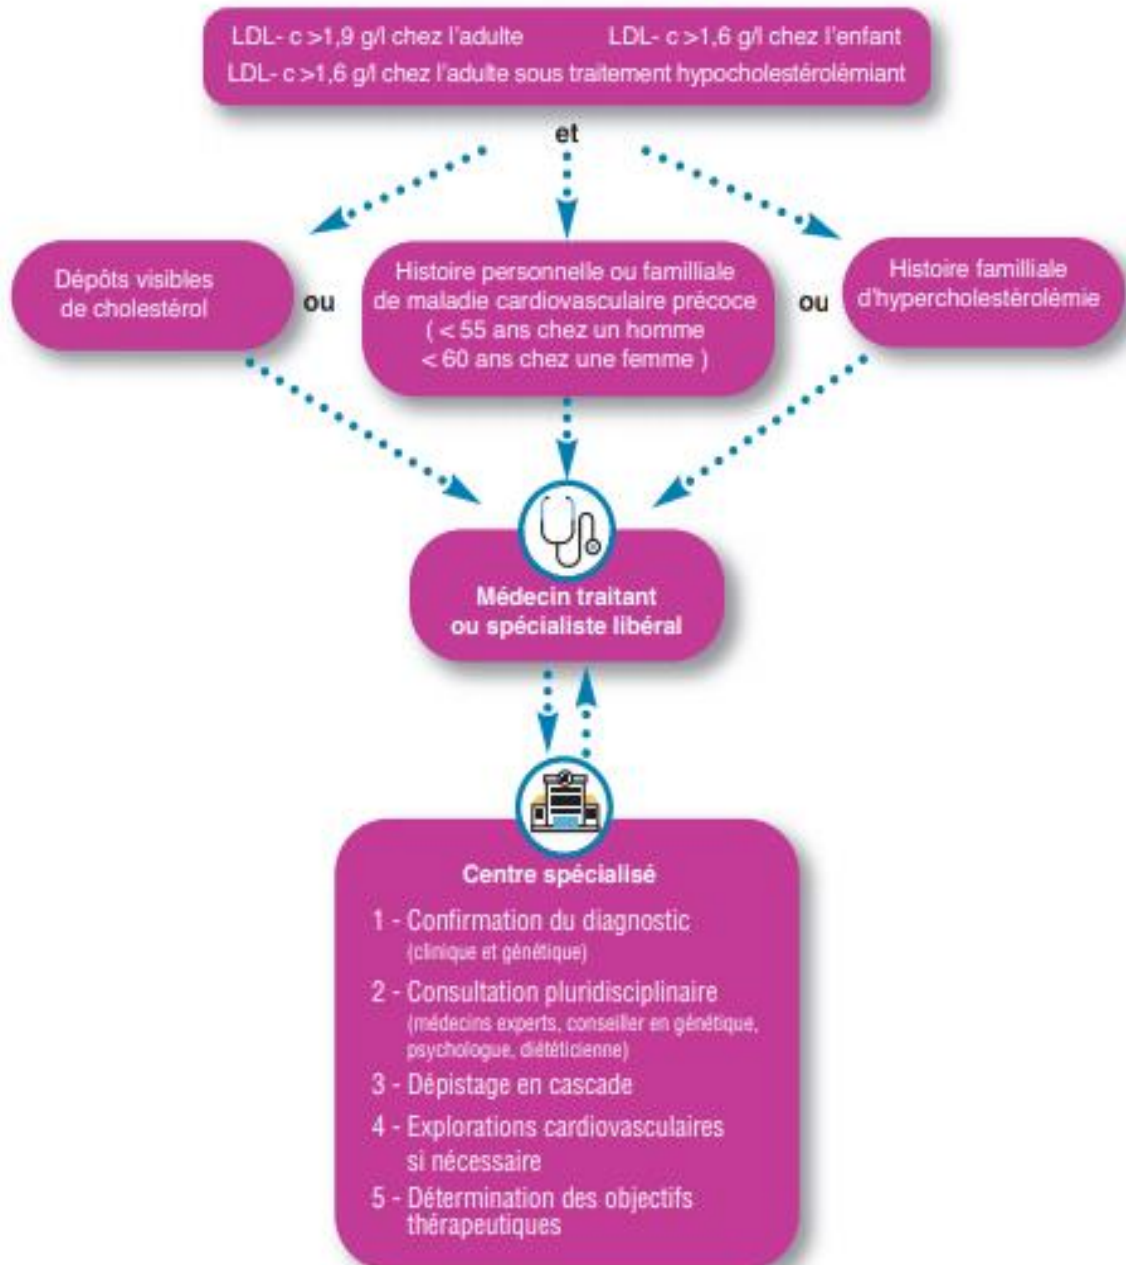 LDL- c >1,9 g/l chez l'adulte LDL- c >1,6 g/l chez l'enfant
LDL- c >1,6 g/l chez l'adulte sous traitement hypocholestérolémiant
et
Dépôts visibles
de cholestérol
ou
Histoire personnelle ou familliale
de maladie cardiovasculaire précoce
( < 55 ans chez un homme
< 60 ans chez une femme )
ou
Histoire familliale
d'hypercholestérolémie
Médecin traitant
ou spécialiste libéral
Centre spécialisé
1 - Confirmation du diagnostic
(clinique et génétique)
2 - Consultation pluridisciplinaire
(médecins experts, conseiller en génétique,
psychologue, diététicienne)
3 - Dépistage en cascade
4 - Explorations cardiovasculaires
si nécessaire
5 - Détermination des objectifs
thérapeutiques